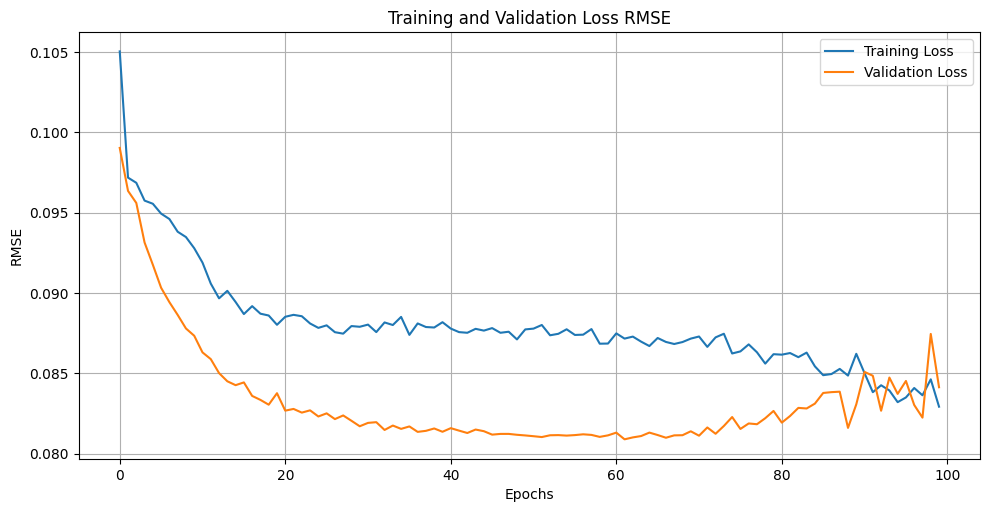 Training and Validation Loss RMSE
Training Loss
Validation Loss
0.105
0.100
0.095
0.090
0.085
0.080
RMSE
0
20
40
60
80
100
Epochs